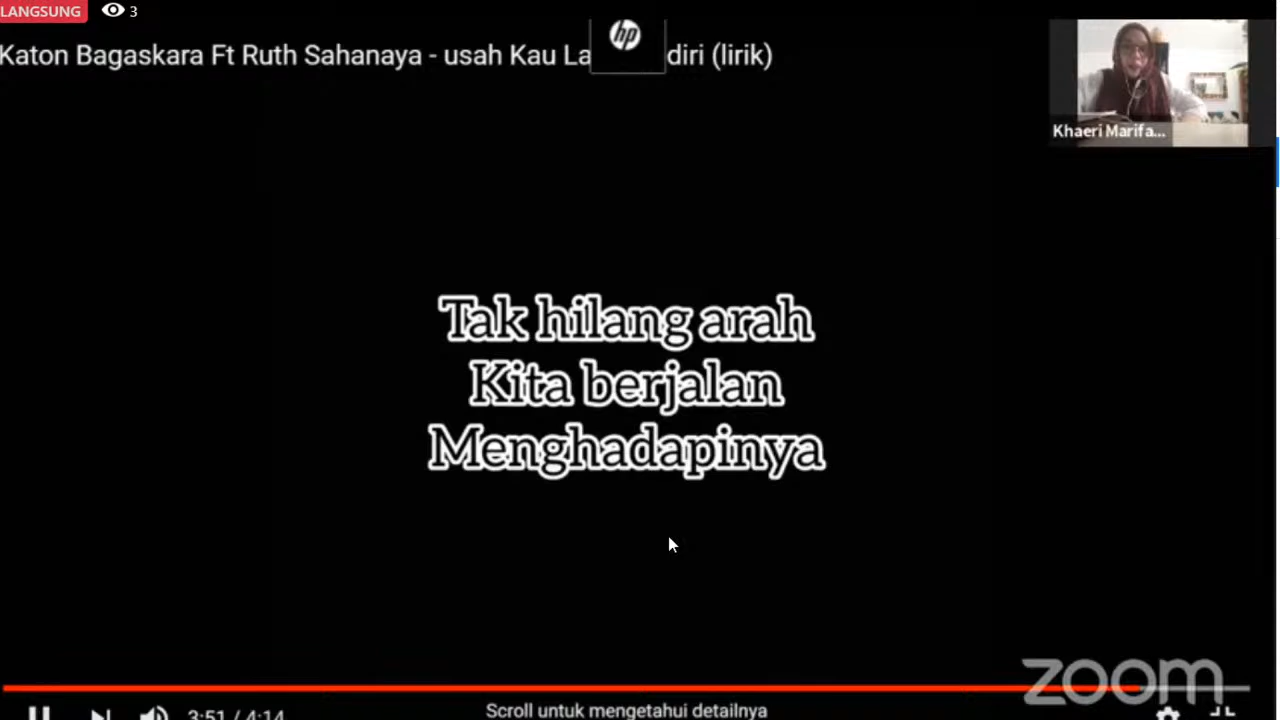 LANGSUNG 3
Katon Bagaskara Ft Ruth Sahanaya - usah Kau La diri (lirik)
hp
Khaeri Marifa...
Tak hilang arah
Kita berjalan
Menghadapinya
zoom
3:51 / 4:14
Scroll untuk mengetahui detailnya